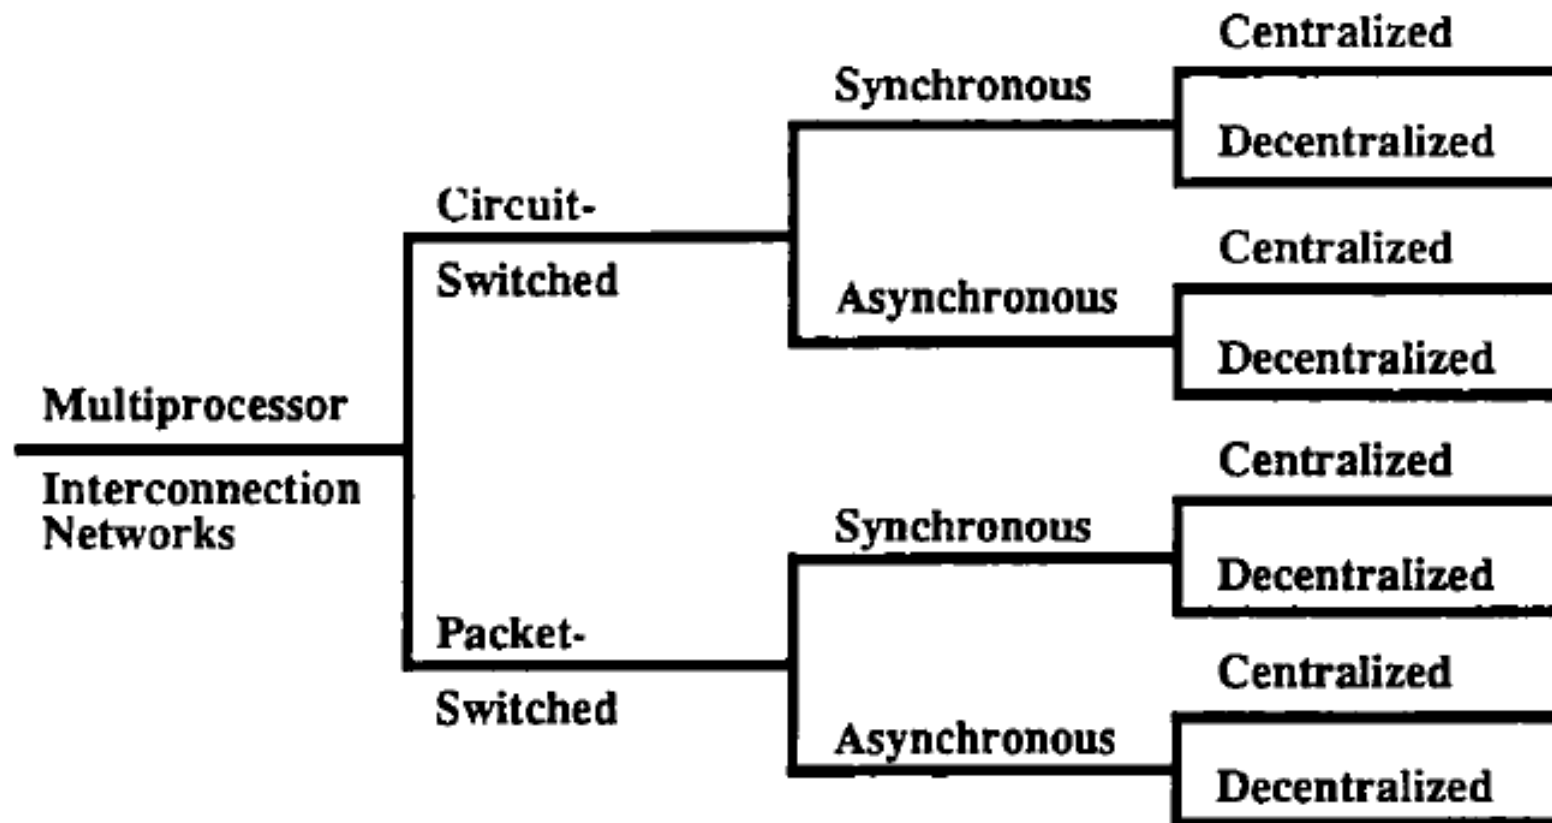 Centralized
Synchronous
Decentralized
Circuit-
Switched
Centralized
Asynchronous
Decentralized
Multiprocessor
Interconnection
Networks
Centralized
Synchronous
Decentralized
Packet-
Switched
Centralized
Asynchronous
Decentralized